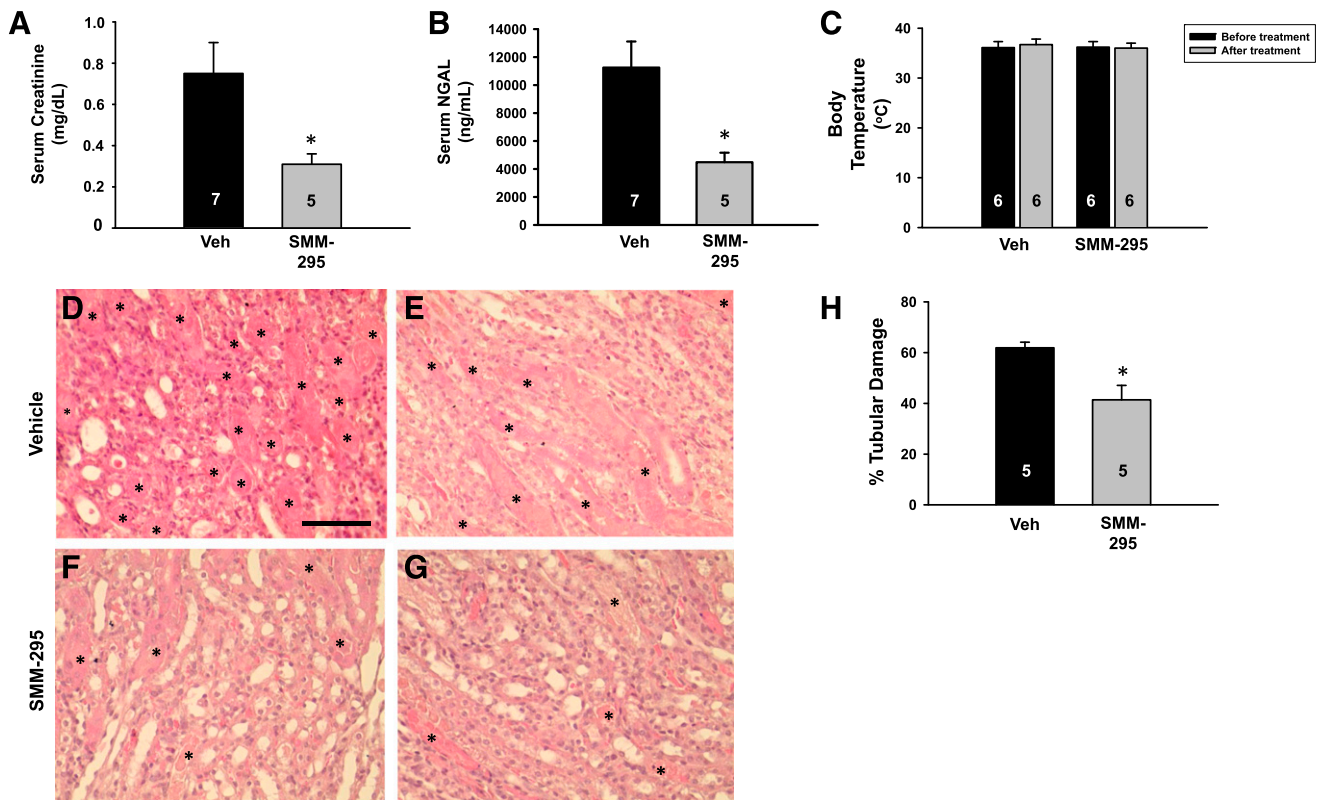 A
Serum Creatinine
(mg/dL)
1.0
0.8
0.6
0.4
0.2
0
*
7
5
Veh
SMM-
295
B
Serum NGAL
(ng/mL)
14000
12000
10000
8000
6000
4000
2000
0
*
7
5
Veh
SMM-
295
C
Body
Temperature
(oC)
40
30
20
10
0
6
6
6
6
Veh
SMM-295
Before treatment
After treatment
Vehicle
D
E
SMM-295
F
G
H
% Tubular Damage
80
60
40
20
0
*
5
5
Veh
SMM-
295